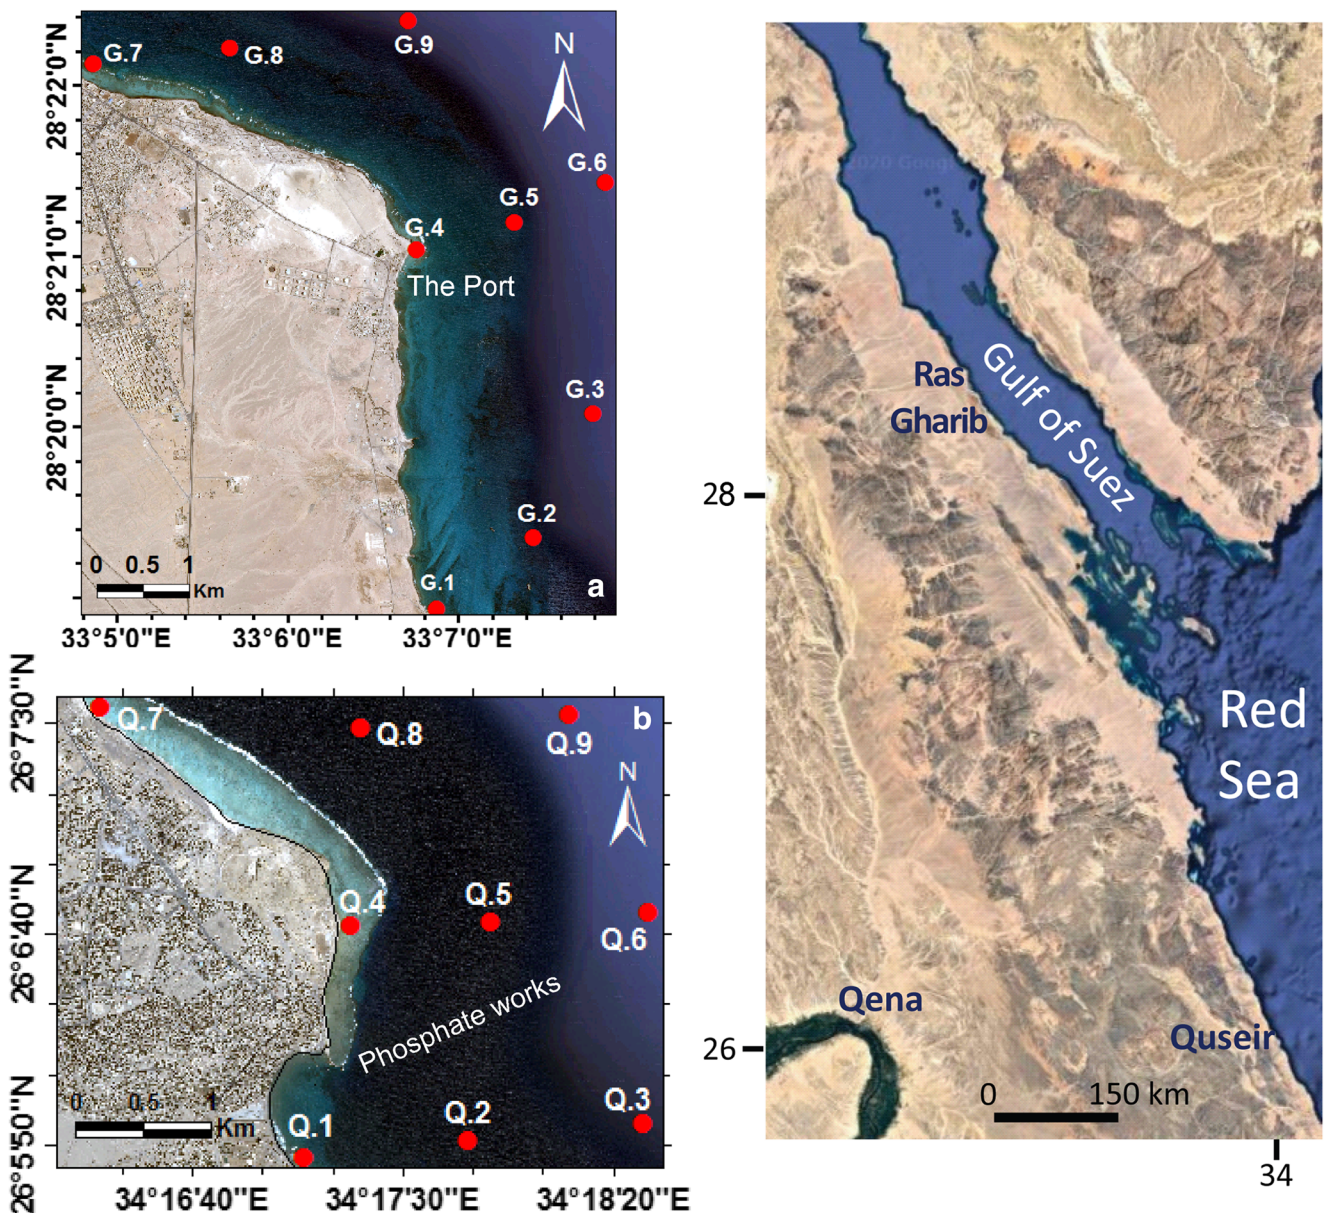 G.7
G.8
G.9
N
28°22'0"N
G.6
G.5
G.4
28°21'0"N
The Port
G.3
28°20'0"N
G.2
0 0.5 1
Km
G.1
a
33°5'0"E 33°6'0"E 33°7'0"E
Q.7
b
26°7'30"N
Q.8
Q.9
N
Q.4
Q.5
Q.6
26°6'40"N
Phosphate works
0 0.5 1
Km
Q.1
Q.2
Q.3
26°5'50"N
34°16'40"E 34°17'30"E 34°18'20"E
Ras
Gharib
Gulf of Suez
28
Red
Sea
Qena
26
Quseir
0 150 km
34